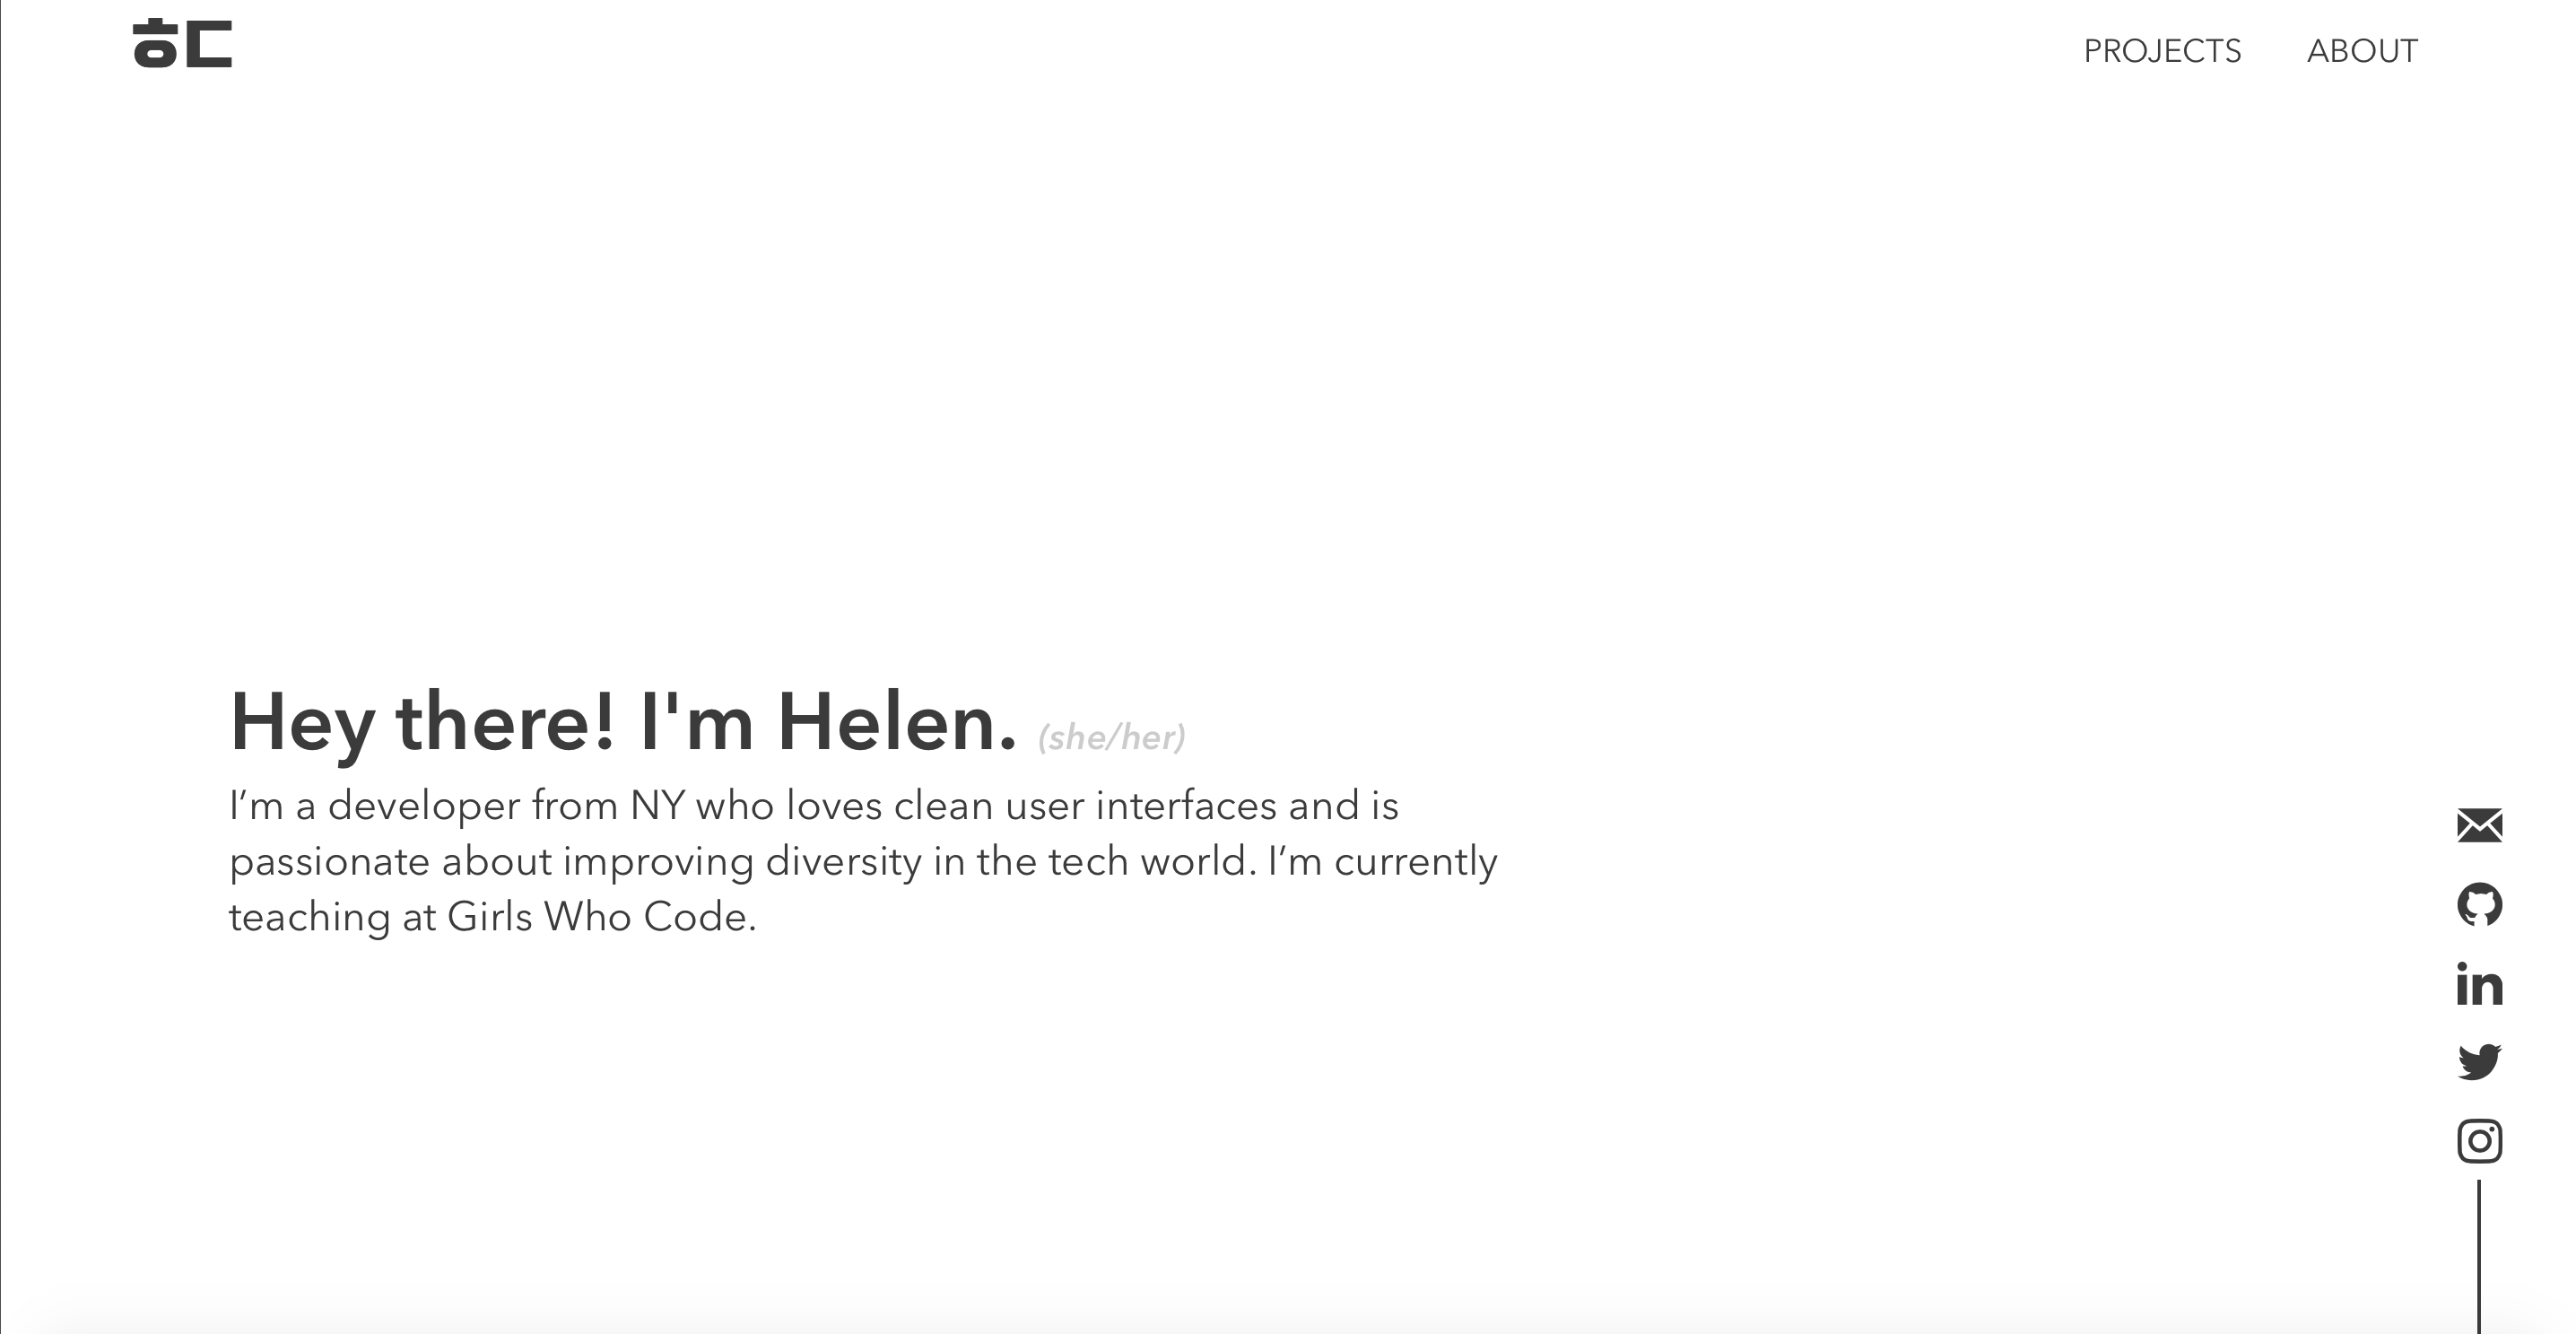 ㅎㄷ
PROJECTS ABOUT
Hey there! I'm Helen. (she/her)
I’m a developer from NY who loves clean user interfaces and is
passionate about improving diversity in the tech world. I’m currently
teaching at Girls Who Code.
in